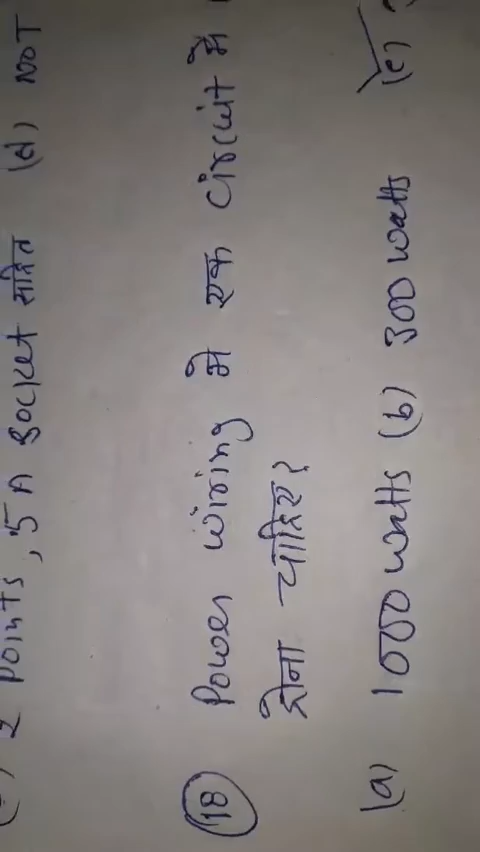 2 Points, 5 A Socket सहित (d) NOT
(18) Power wiring मे एक circuit मे
होना चाहिए?
(a) 1000 watts (b) 300 watts (c)